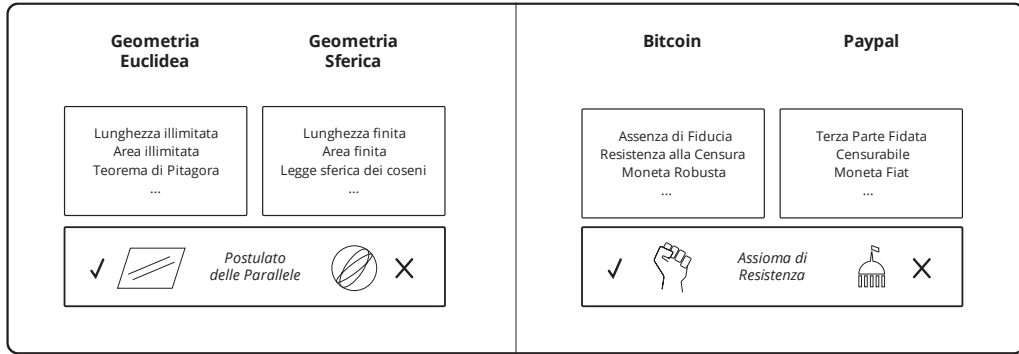 Geometria
Euclidea
Geometria
Sferica
Lunghezza illimitata
Area illimitata
Teorema di Pitagora
...
Lunghezza finita
Area finita
Legge sferica dei coseni
...
Postulato
delle Parallele
Bitcoin
Paypal
Assenza di Fiducia
Resistenza alla Censura
Moneta Robusta
...
Terza Parte Fidata
Censurabile
Moneta Fiat
...
Assioma di
Resistenza